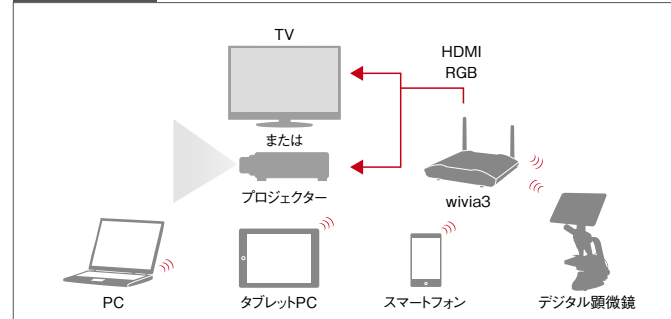 TV
HDMI
RGB
または
プロジェクター
wivia3
PC
タブレットPC
スマートフォン
デジタル顕微鏡